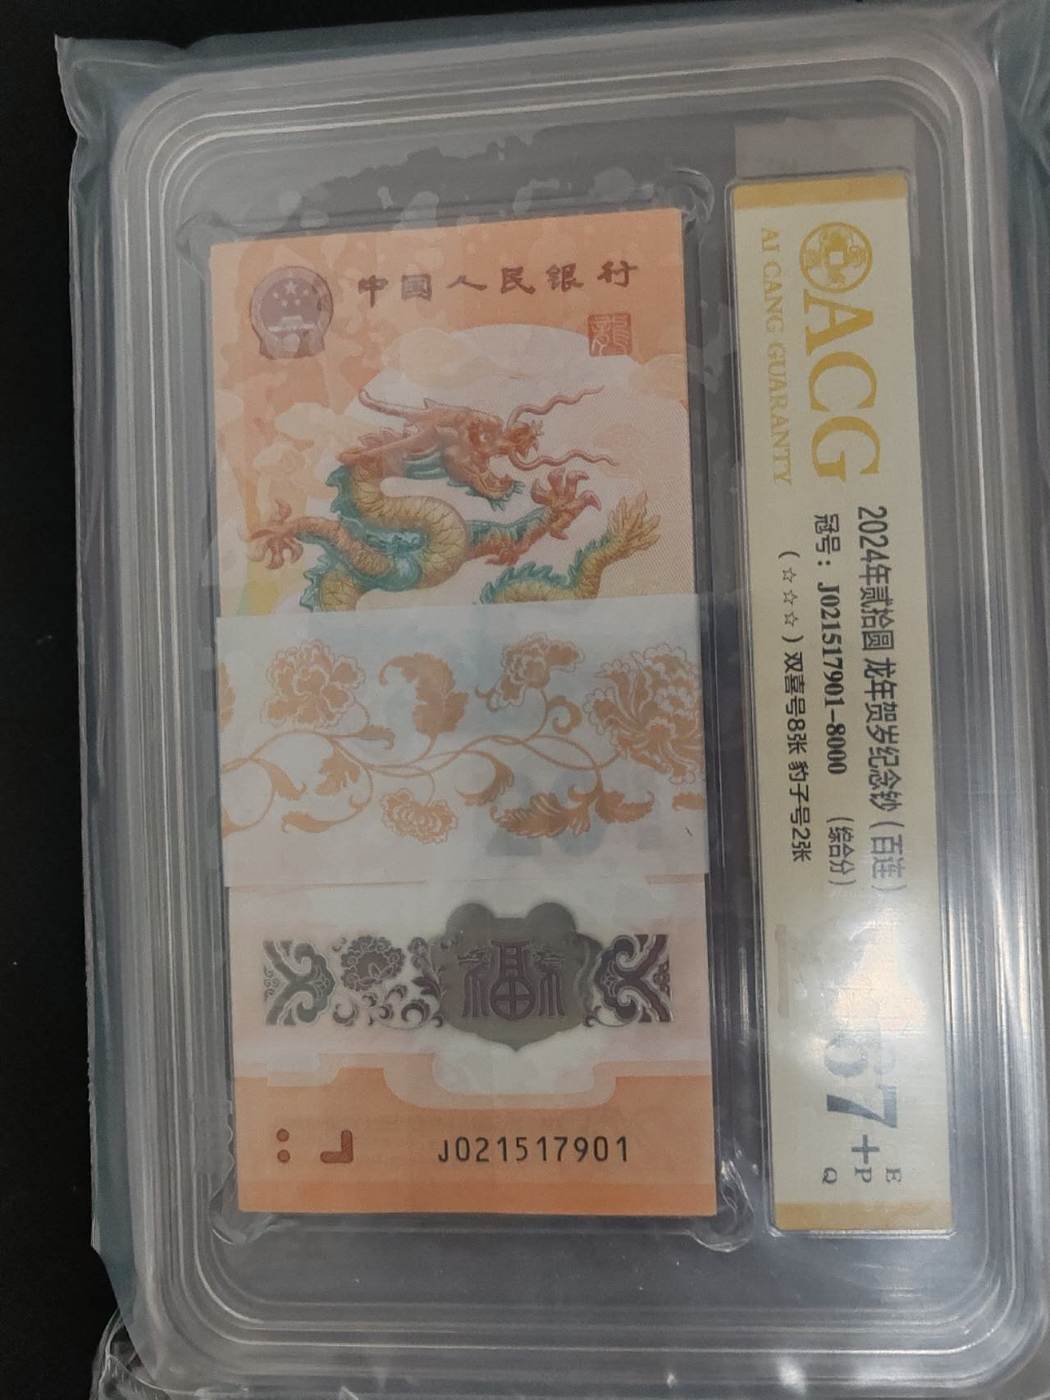 中国人民银行
龍
福
J021517901
ACG
AI CANG GUARANTY
2024年贰拾圆 龙年贺岁纪念钞（百连）
冠号：J021517901-8000 （综合分）
（☆☆☆）双喜号8张 豹子号2张
67+
E
P
Q